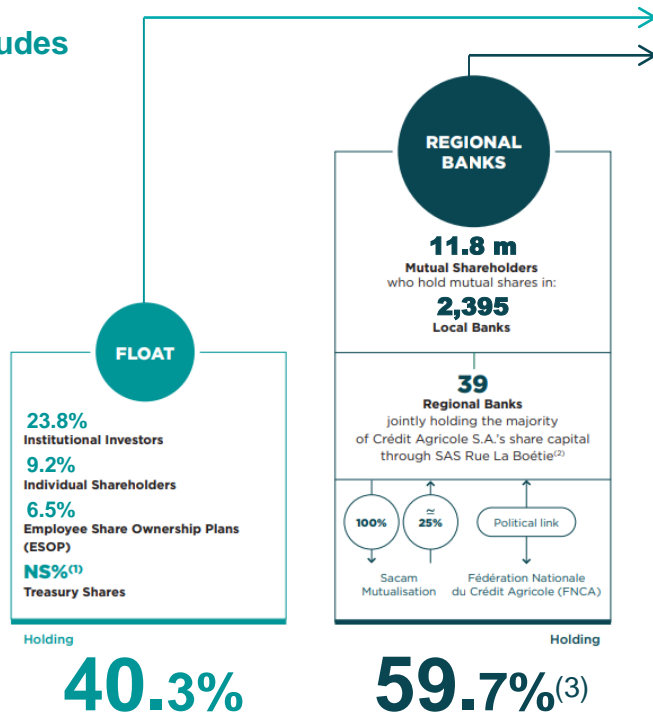 udes
FLOAT
23.8%
Institutional Investors
9.2%
Individual Shareholders
6.5%
Employee Share Ownership Plans
(ESOP)
NS%(1)
Treasury Shares
Holding
40.3%
REGIONAL
BANKS
11.8 m
Mutual Shareholders
who hold mutual shares in:
2,395
Local Banks
39
Regional Banks
jointly holding the majority
of Crédit Agricole S.A.'s share capital
through SAS Rue La Boétie(2)
100%
≃
25%
Political link
Sacam
Mutualisation
Fédération Nationale
du Crédit Agricole (FNCA)
Holding
59.7%(3)